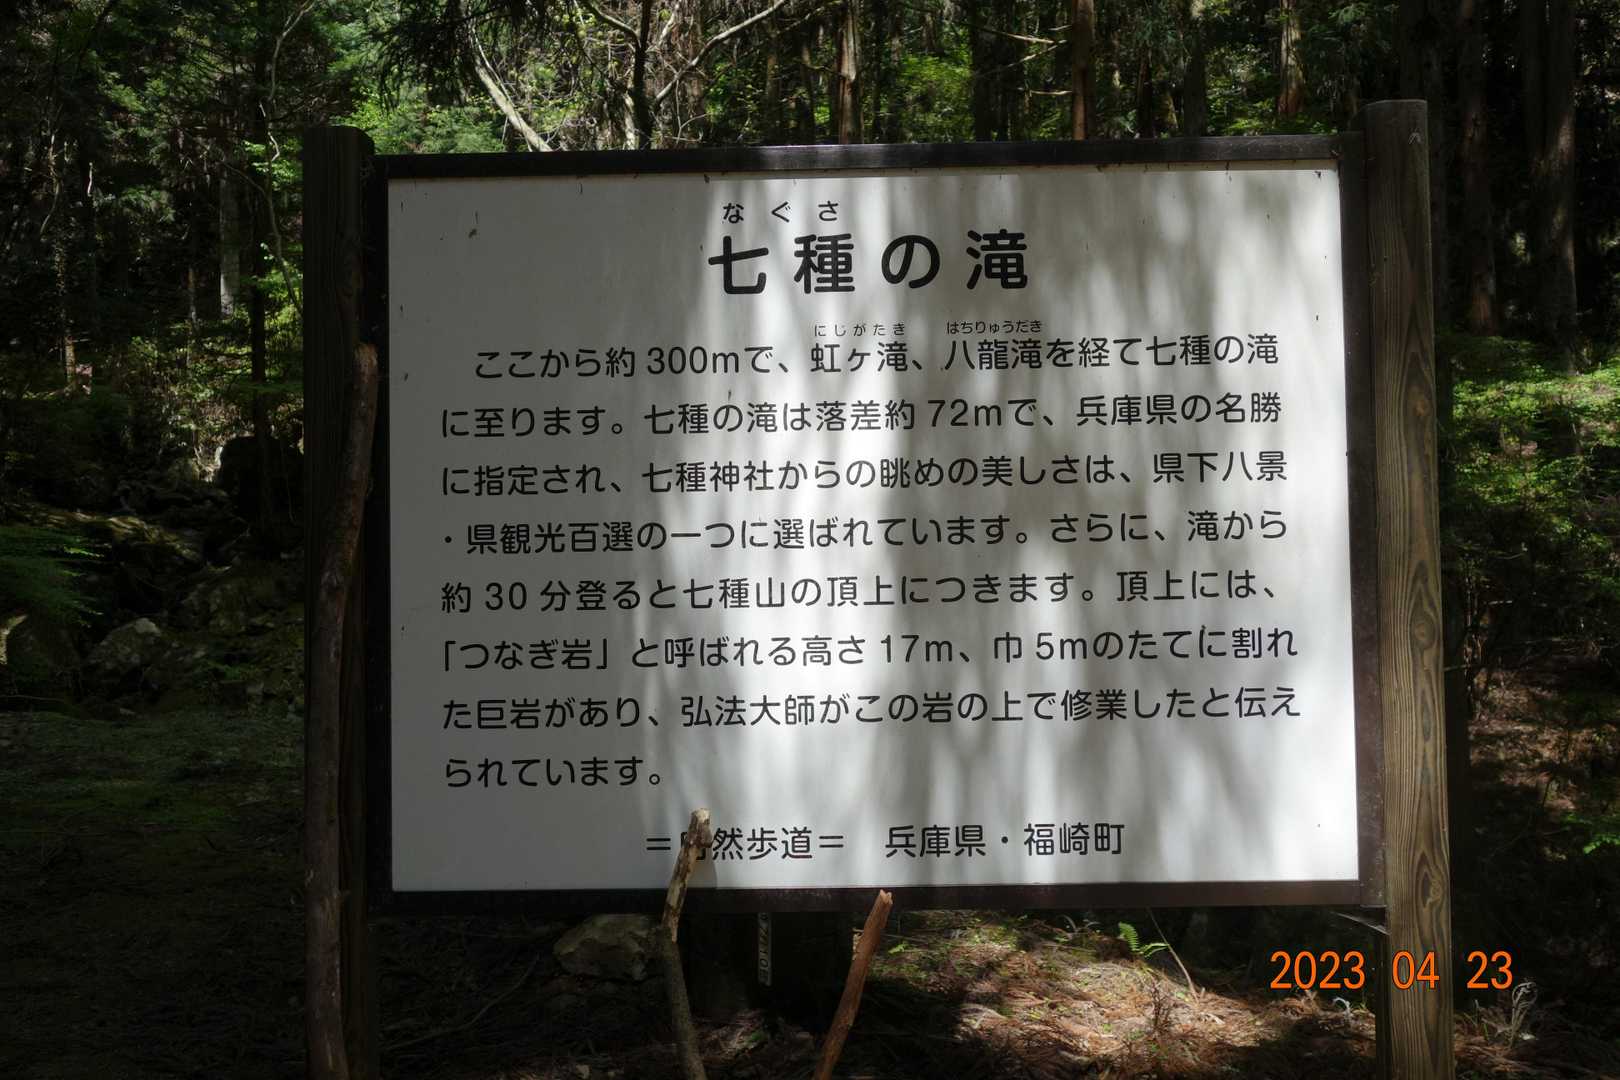 なぐさ
七種の滝
にじがたき はちりゅうだき
ここから約300mで、虹ヶ滝、八龍滝を経て七種の滝
に至ります。七種の滝は落差約72mで、兵庫県の名勝
に指定され、七種神社からの眺めの美しさは、県下八景
・県観光百選の一つに選ばれています。さらに、滝から
約30分登ると七種山の頂上につきます。頂上には、
「つなぎ岩」と呼ばれる高さ17m、巾5mのたてに割れ
た巨岩があり、弘法大師がこの岩の上で修業したと伝え
られています。
=自然歩道= 兵庫県・福崎町
2023 04 23